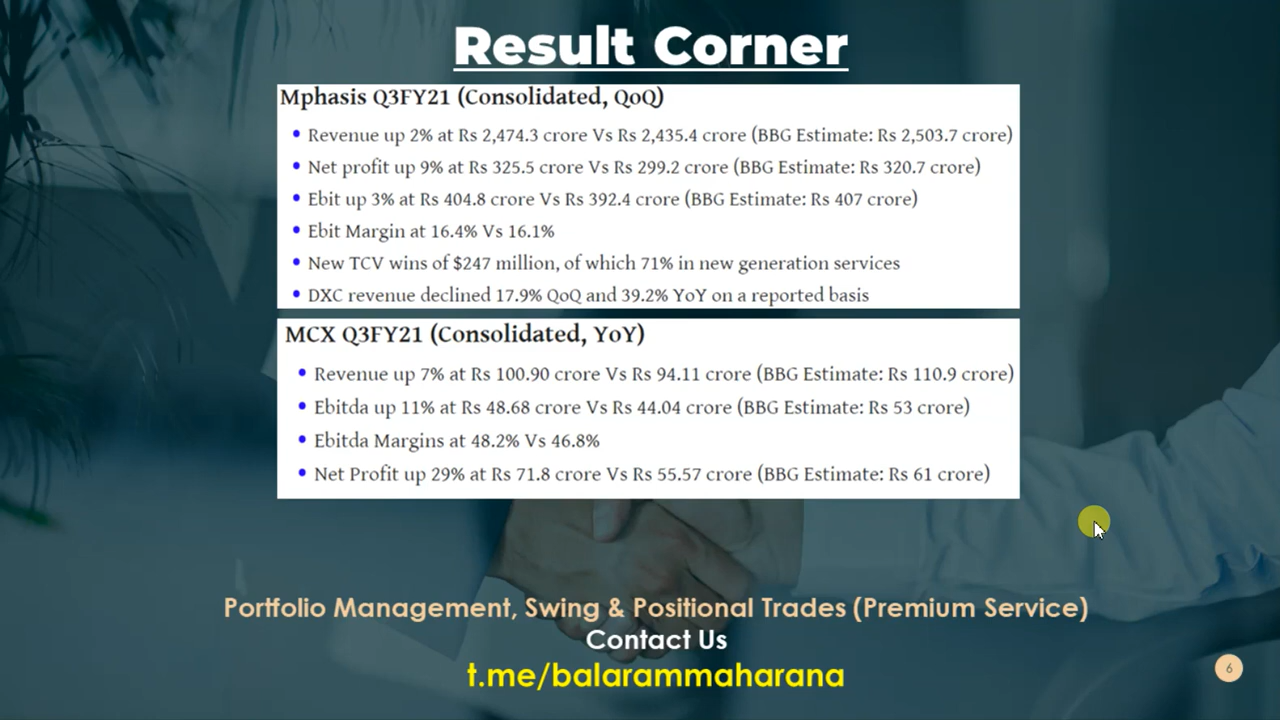 Result Corner
Mphasis Q3FY21 (Consolidated, QoQ)
• Revenue up 2% at Rs 2,474.3 crore Vs Rs 2,435.4 crore (BBG Estimate: Rs 2,503.7 crore)
• Net profit up 9% at Rs 325.5 crore Vs Rs 299.2 crore (BBG Estimate: Rs 320.7 crore)
• Ebit up 3% at Rs 404.8 crore Vs Rs 392.4 crore (BBG Estimate: Rs 407 crore)
• Ebit Margin at 16.4% Vs 16.1%
• New TCV wins of $247 million, of which 71% in new generation services
• DXC revenue declined 17.9% QoQ and 39.2% YoY on a reported basis
MCX Q3FY21 (Consolidated, YoY)
• Revenue up 7% at Rs 100.90 crore Vs Rs 94.11 crore (BBG Estimate: Rs 110.9 crore)
• Ebitda up 11% at Rs 48.68 crore Vs Rs 44.04 crore (BBG Estimate: Rs 53 crore)
• Ebitda Margins at 48.2% Vs 46.8%
• Net Profit up 29% at Rs 71.8 crore Vs Rs 55.57 crore (BBG Estimate: Rs 61 crore)
Portfolio Management, Swing & Positional Trades (Premium Service)
Contact Us
t.me/balarammaharana
6